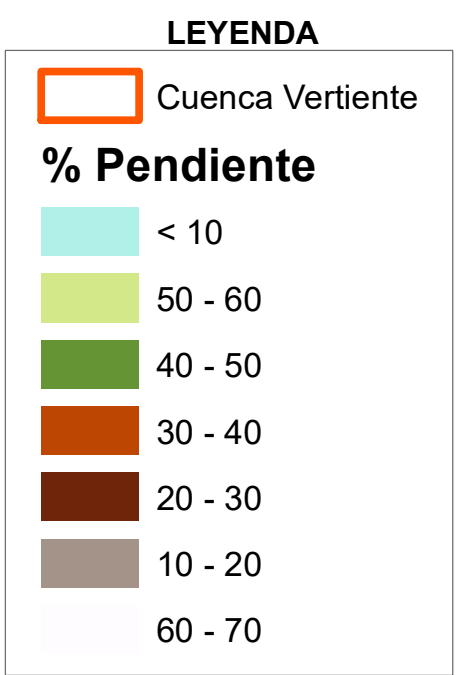 LEYENDA
Cuenca Vertiente
% Pendiente
< 10
50 - 60
40 - 50
30 - 40
20 - 30
10 - 20
60 - 70